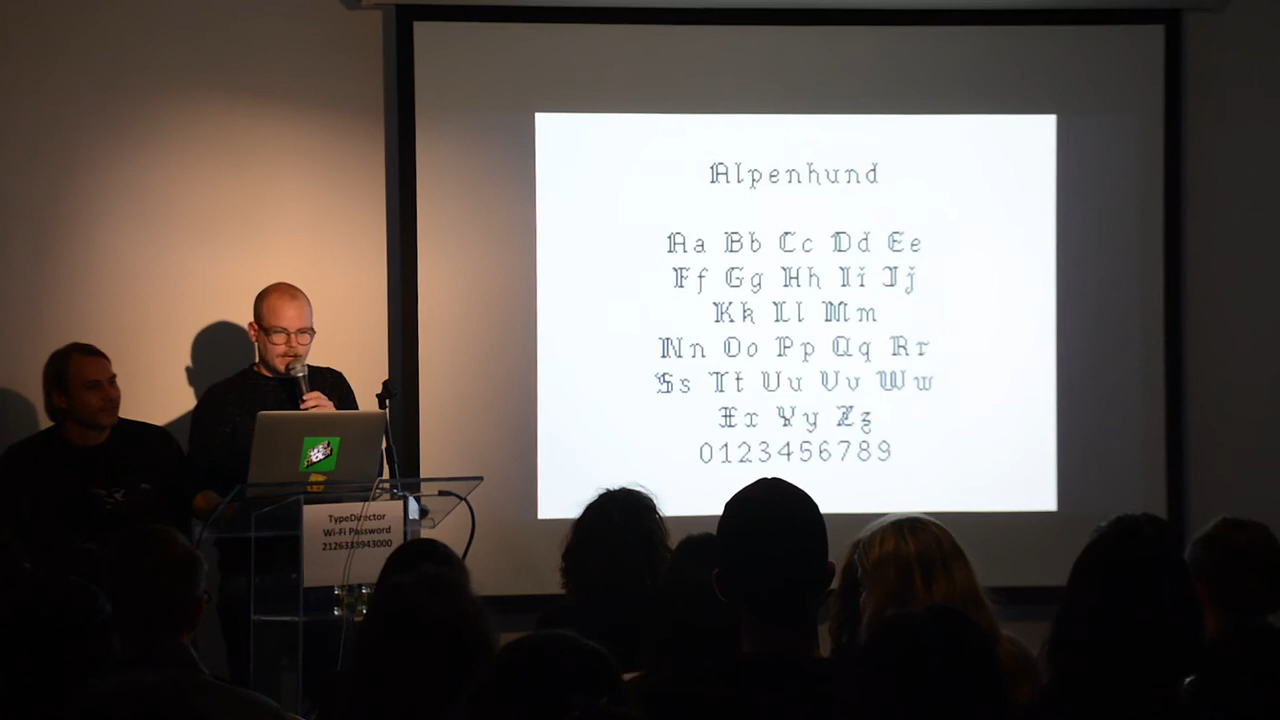 Alpenhund
Aa Bb Cc Dd Ee
Ff Gg Hh Ii Jj
Kk Ll Mm
Nn Oo Pp Qq Rr
Ss Tt Uu Vv Ww
Xx Yy Zz
0123456789
TypeDirector
Wi-Fi Password
2126338943000